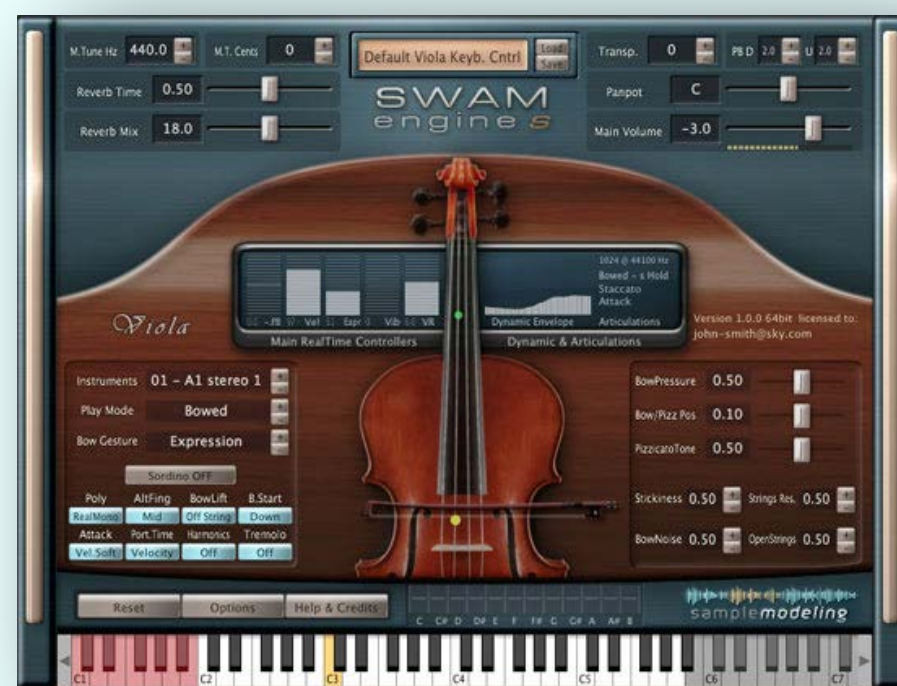 M.Tune Hz 440.0 M.T. Cents 0
Default Viola Keyb. Cntrl Load
Save
Transp. 0 PB D 2.0 U 2.0
Reverb Time 0.50
SWAM
engine s
Panpot C
Reverb Mix 18.0
Main Volume -3.0
1024 @ 44100 Hz
Bowed - s Hold
Staccato
Attack
Vel Expr Vib VR
Dynamic Envelope Articulations
Viola
Main RealTime Controllers
Dynamic & Articulations
Version 1.0.0 64bit licensed to:
john-smith@sky.com
Instruments 01 - A1 stereo 1
Play Mode Bowed
Bow Gesture Expression
Sordino OFF
Poly AltFing BowLift B.Start
RealMono Mid Off String Down
Attack Port.Time Harmonics Tremolo
Vel.Soft Velocity Off Off
BowPressure 0.50
Bow/Pizz Pos 0.10
PizzicatoTone 0.50
Stickiness 0.50 Strings Res. 0.50
BowNoise 0.50 OpenStrings 0.50
Reset Options Help & Credits
C C# D D# E F F# G G# A A# B
samplemodeling
C1 C2 C3 C4 C5 C6 C7